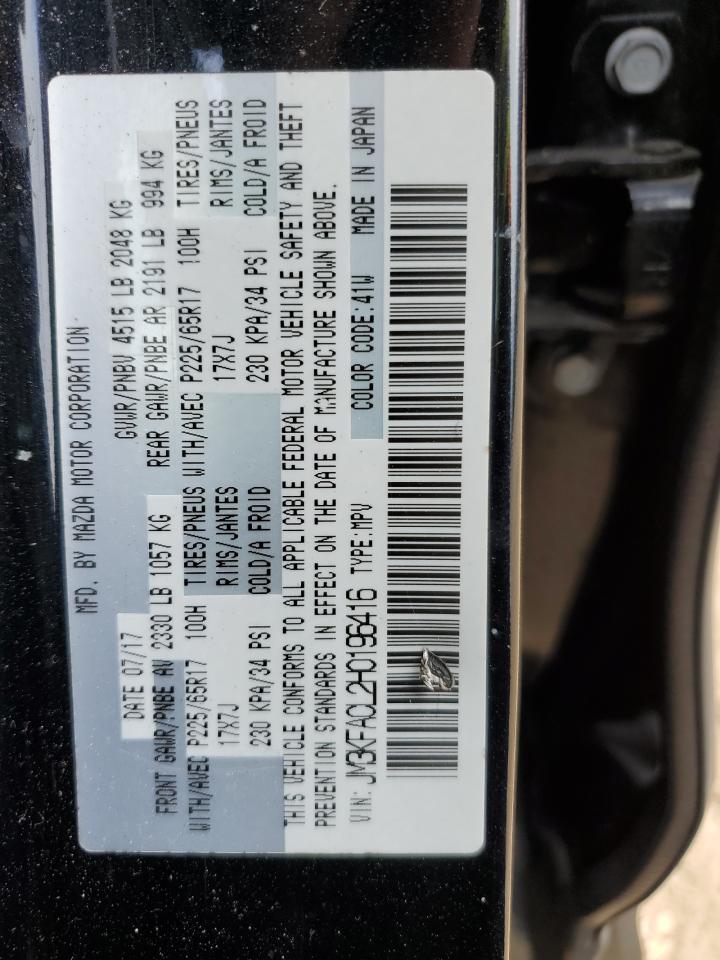 MFD. BY MAZDA MOTOR CORPORATION
DATE 07/17 GVWR/PNBV 4515 LB 2048 KG
FRONT GAWR/PNBE AV 2330 LB 1057 KG REAR GAWR/PNBE AR 2191 LB 994 KG
WITH/AVEC P225/65R17 100H TIRES/PNEUS WITH/AVEC P225/65R17 100H TIRES/PNEUS
17X7J RIMS/JANTES 17X7J RIMS/JANTES
230 KPA/34 PSI COLD/A FROID 230 KPA/34 PSI COLD/A FROID
THIS VEHICLE CONFORMS TO ALL APPLICABLE FEDERAL MOTOR VEHICLE SAFETY AND THEFT
PREVENTION STANDARDS IN EFFECT ON THE DATE OF MANUFACTURE SHOWN ABOVE.
VIN: JM3KFACL2H0196416 TYPE:MPV COLOR CODE:41W MADE IN JAPAN